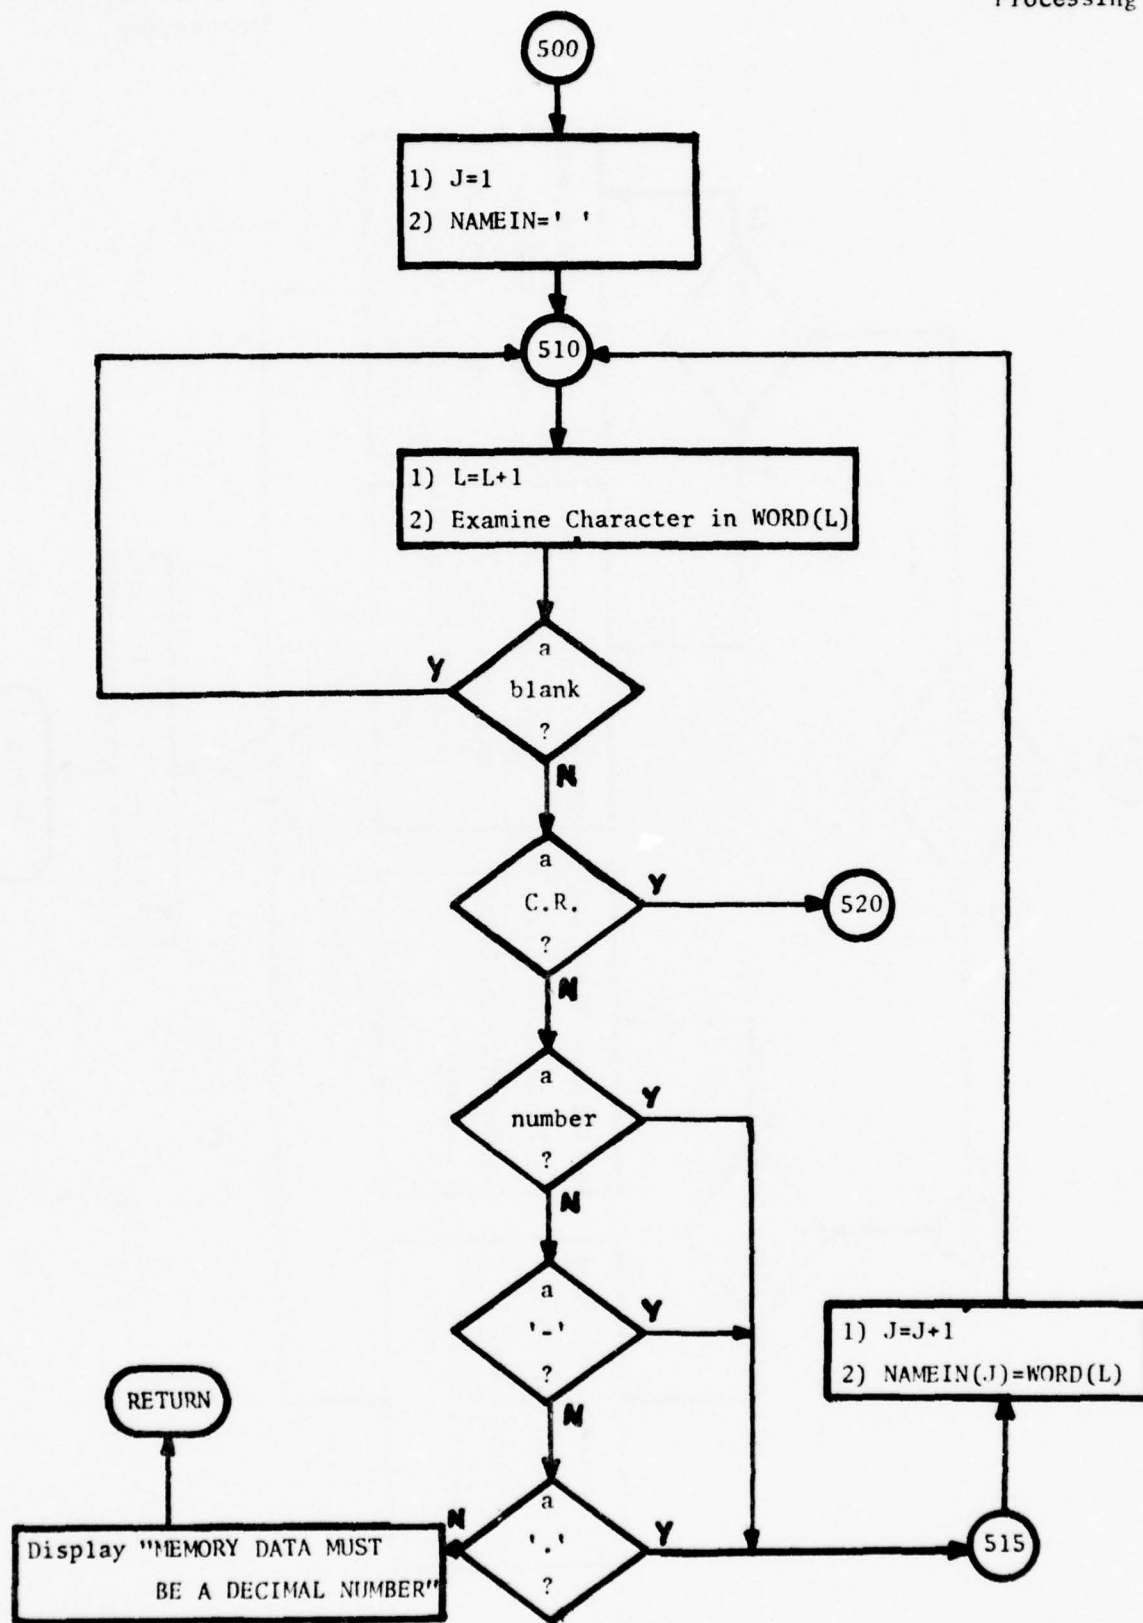 Processing
500
1) J=1
2) NAMEIN=' '
510
1) L=L+1
2) Examine Character in WORD(L)
Y
a
blank
?
N
a
C.R.
?
Y
520
N
a
number
?
Y
N
a
'-'
?
Y
N
1) J=J+1
2) NAMEIN(J)=WORD(L)
RETURN
Display "MEMORY DATA MUST
BE A DECIMAL NUMBER"
N
a
'.'
?
Y
515